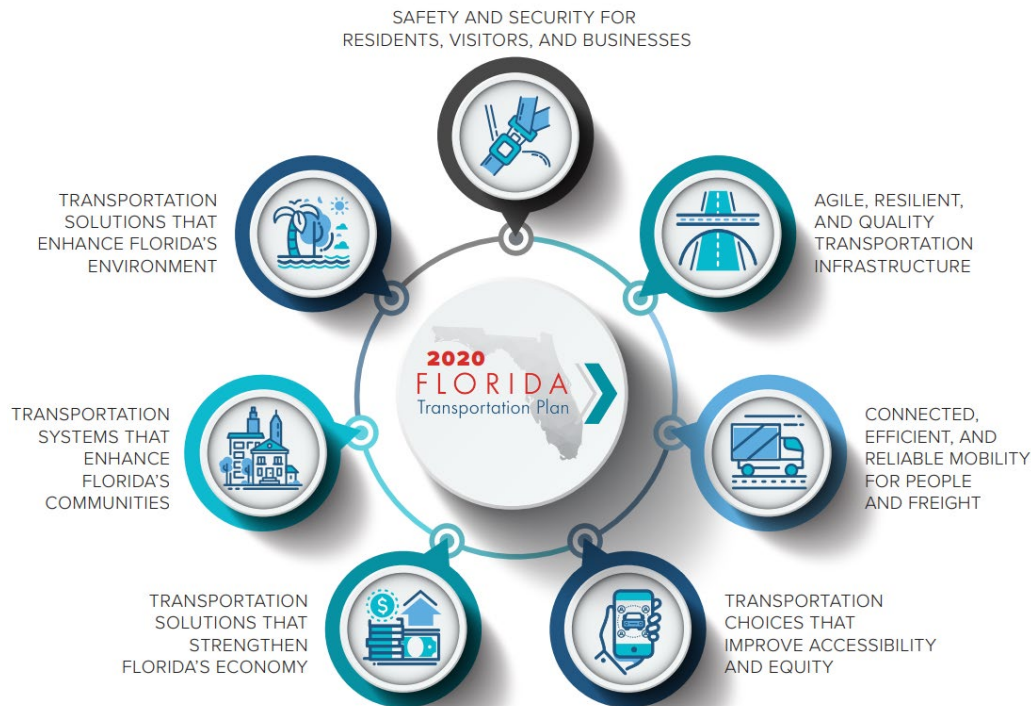 SAFETY AND SECURITY FOR
RESIDENTS, VISITORS, AND BUSINESSES
AGILE, RESILIENT,
AND QUALITY
TRANSPORTATION
INFRASTRUCTURE
CONNECTED,
EFFICIENT, AND
RELIABLE MOBILITY
FOR PEOPLE
AND FREIGHT
TRANSPORTATION
CHOICES THAT
IMPROVE ACCESSIBILITY
AND EQUITY
TRANSPORTATION
SOLUTIONS THAT
STRENGTHEN
FLORIDA'S ECONOMY
TRANSPORTATION
SYSTEMS THAT
ENHANCE
FLORIDA'S
COMMUNITIES
TRANSPORTATION
SOLUTIONS THAT
ENHANCE FLORIDA'S
ENVIRONMENT
2020
FLORIDA
Transportation Plan
$